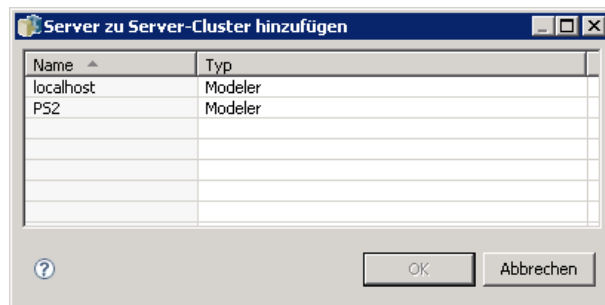 Server zu Server-Cluster hinzufügen
Name Typ
localhost Modeler
PS2 Modeler
? OK Abbrechen